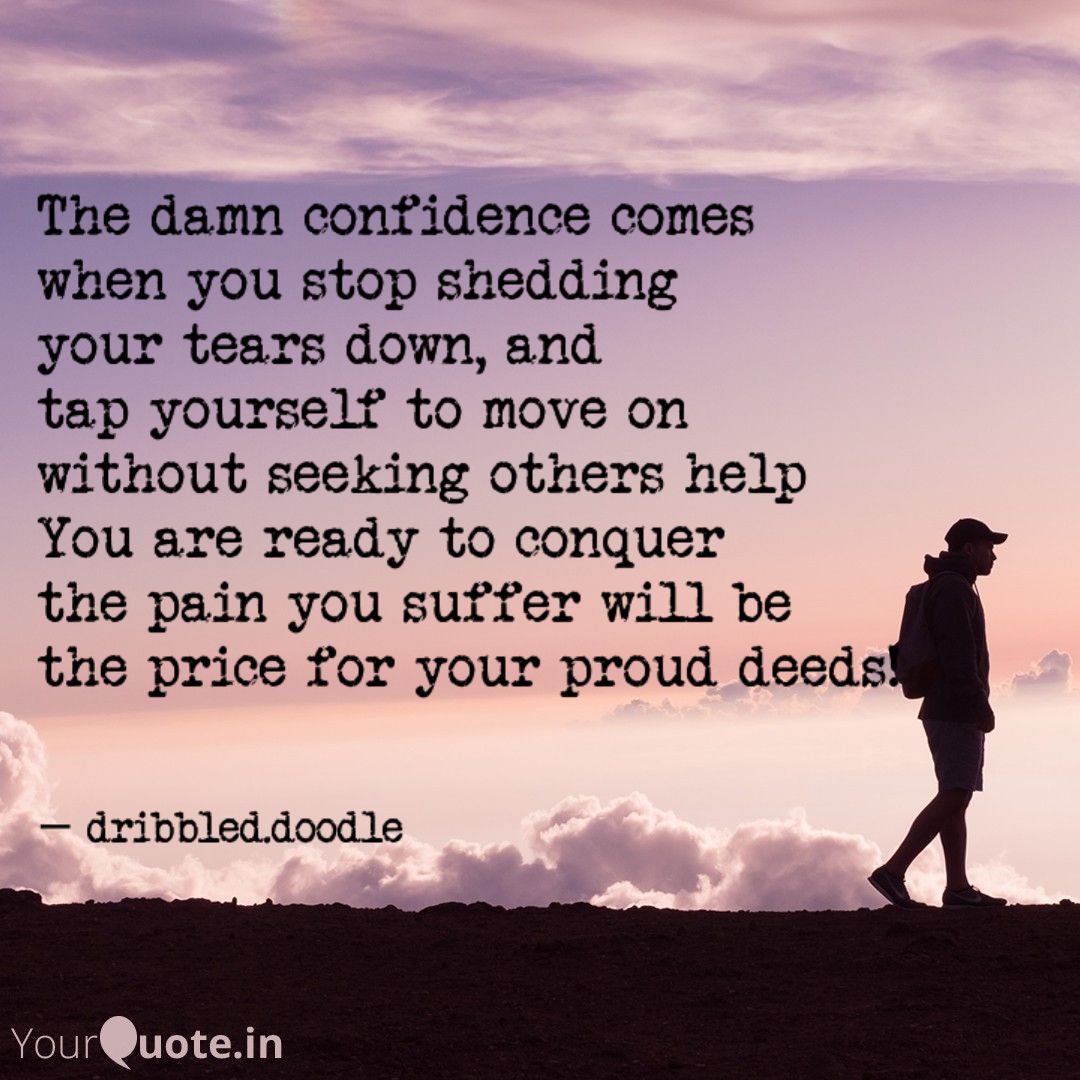 The damn confidence comes
when you stop shedding
your tears down, and
tap yourself to move on
without seeking others help
You are ready to conquer
the pain you suffer will be
the price for your proud deeds!
— dribbled.doodle
YourQuote.in